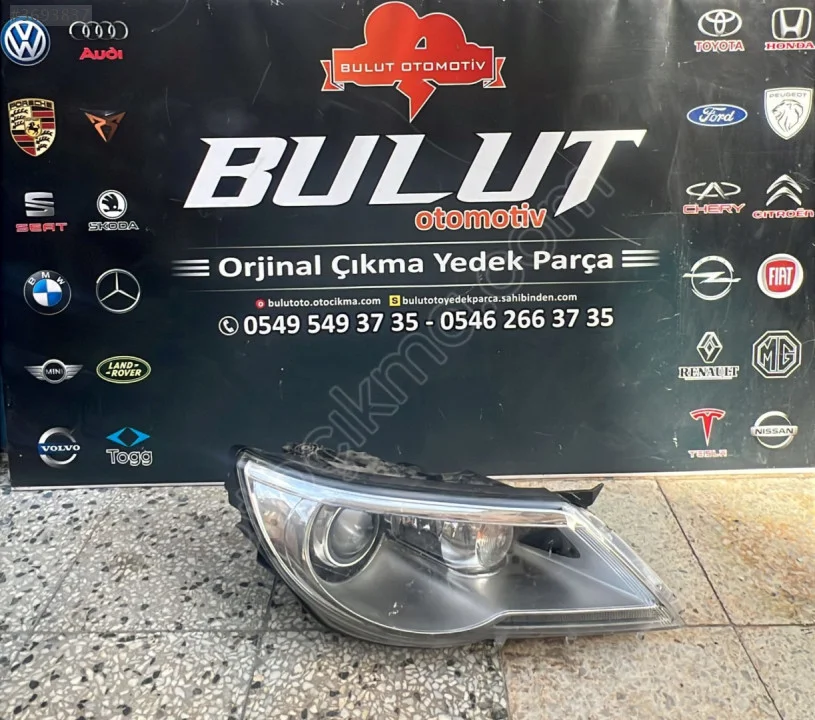 BULUT OTOMOTİV
BULUT
otomotiv
Orjinal Çıkma Yedek Parça
bulutoto.otocikma.com bulutotoyedekparca.sahibinden.com
0549 549 37 35 - 0546 266 37 35
Audi
PORSCHE
SEAT
SKODA
BMW
MINI
LAND-ROVER
VOLVO
Togg
TOYOTA
HONDA
Ford
PEUGEOT
CHERY
CITROËN
FIAT
RENAULT
MG
TESLA
NISSAN